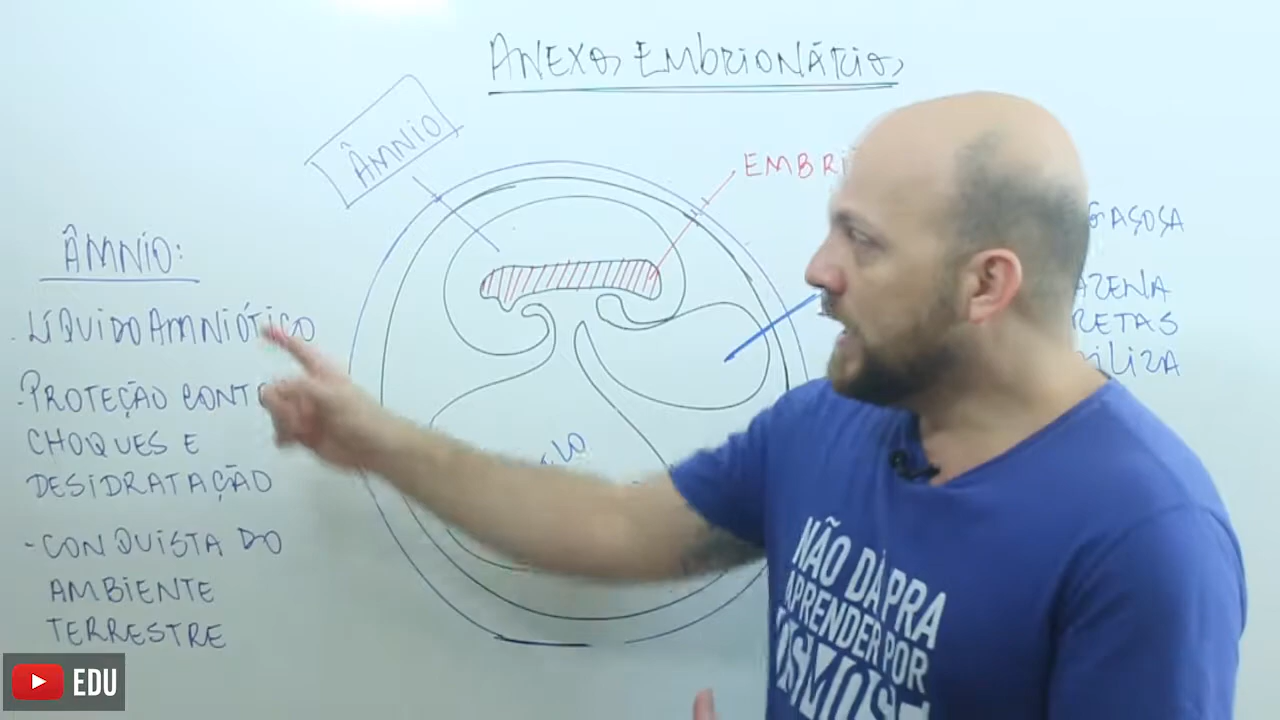 ANEXOS EMBRIONÁRIOS
ÂMNIO
EMBRI
ÂMNIO:
LÍQUIDO AMNIÓTICO
- PROTEÇÃO CONT
CHOQUES E
DESIDRATAÇÃO
- CONQUISTA DO
AMBIENTE
TERRESTRE
GASOSA
AZENA
RETAS
ILIZA
NÃO DÁ PRA
APRENDER POR
OSMOSE
EDU